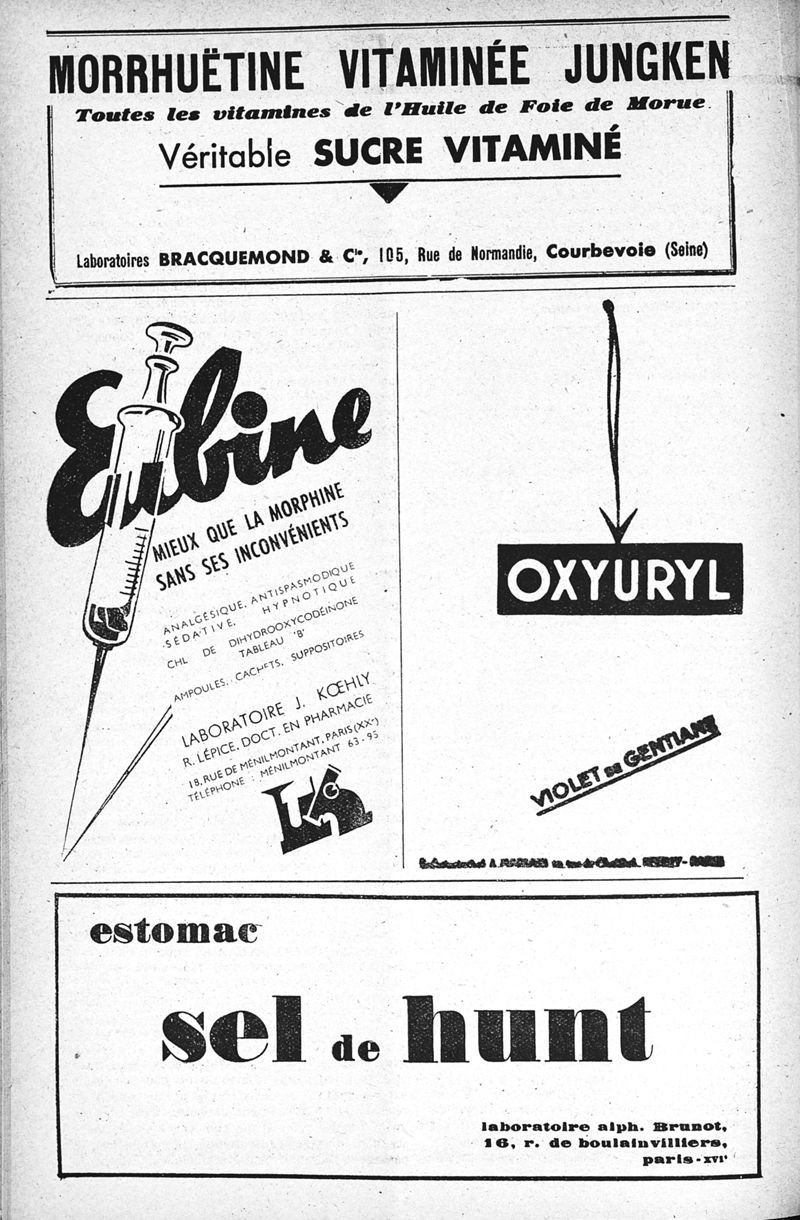 MORRHUËTINE VITAMINÉE JUNGKEN
Toutes les vitamines de l'Huile de Foie de Morue.
Véritable SUCRE VITAMINÉ
Laboratoires BRACQUEMOND & Cie, 105, Rue de Normandie, Courbevoie (Seine)
Eubine
MIEUX QUE LA MORPHINE
SANS SES INCONVÉNIENTS
ANALGÉSIQUE, ANTISPASMODIQUE
SÉDATIVE, HYPNOTIQUE
CHL DE DIHYDROOXYCODÉINONE
TABLEAU 'B'
AMPOULES, CACHETS, SUPPOSITOIRES
LABORATOIRE J. KŒHLY
R. LÉPICE, DOCT. EN PHARMACIE
18, RUE DE MÉNILMONTANT, PARIS (XXe)
TÉLÉPHONE : MÉNILMONTANT 63-95
OXYURYL
VIOLET DE GENTIANE
PARIS
estomac
sel de hunt
laboratoire alph. Brunot,
16, r. de boulainvilliers,
paris-XVIe